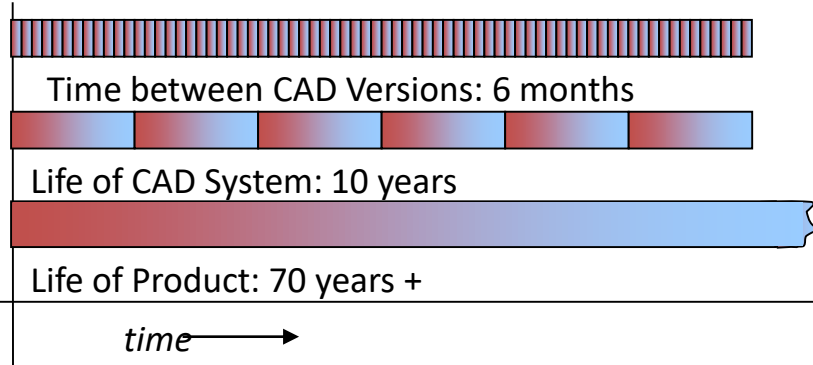 Time between CAD Versions: 6 months
Life of CAD System: 10 years
Life of Product: 70 years +
time